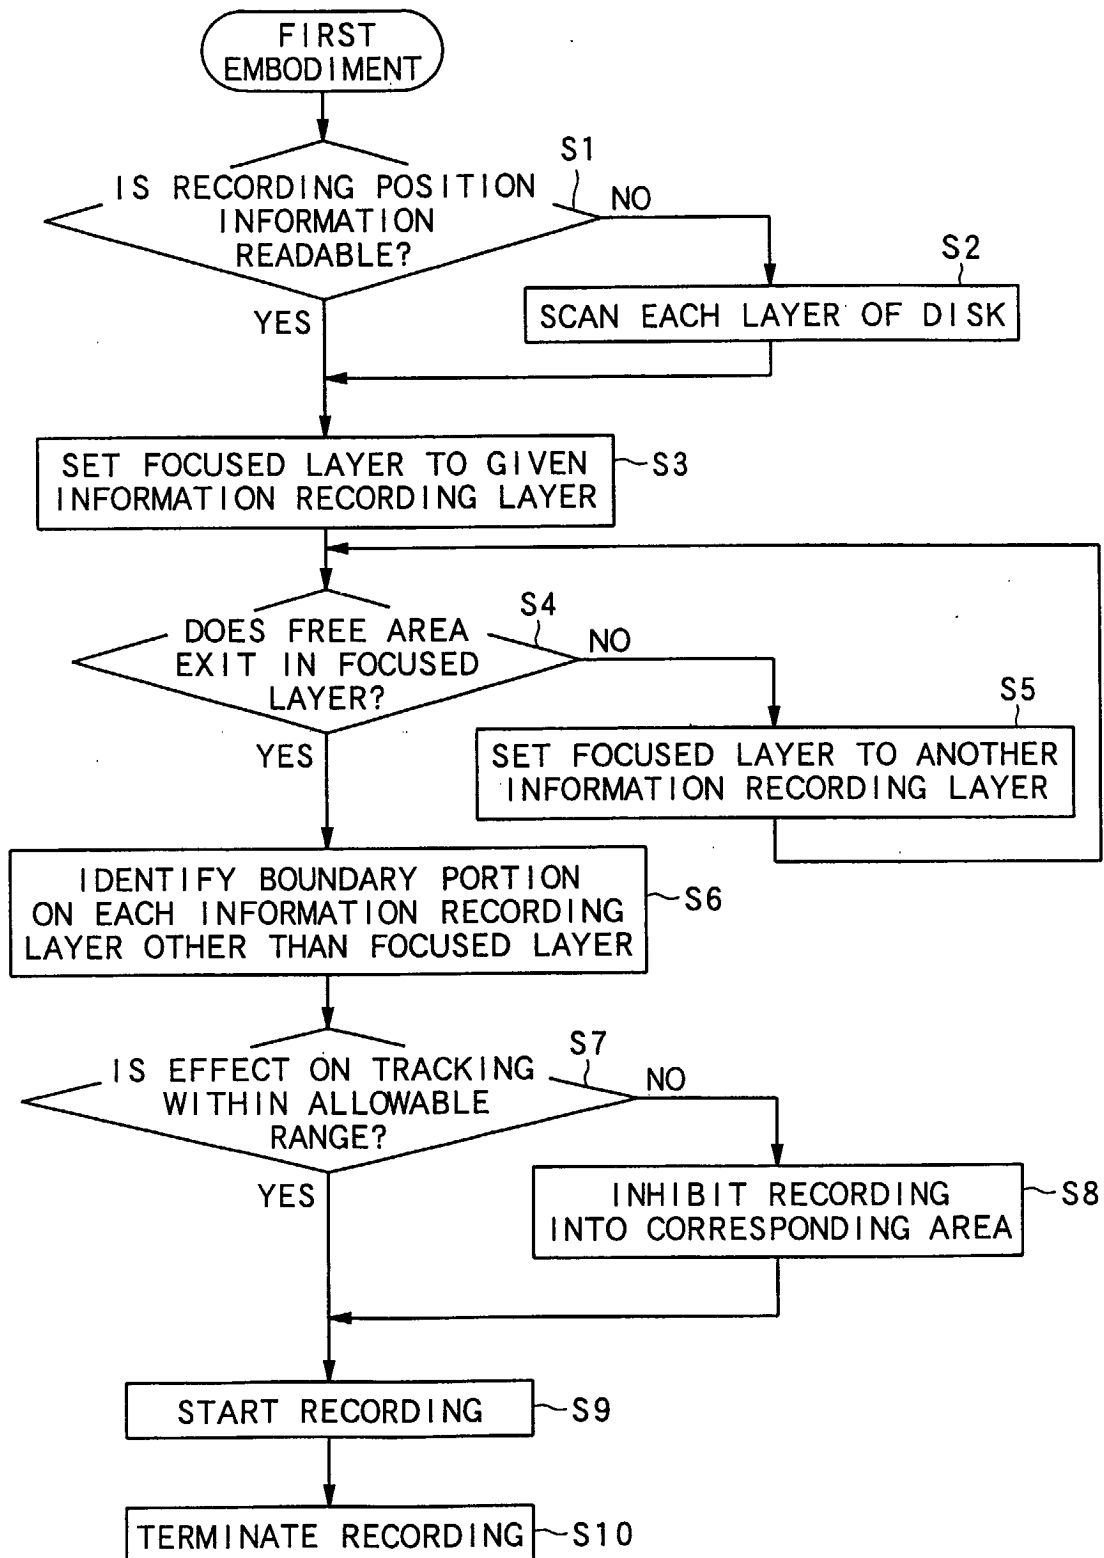 FIRST
EMBODIMENT
S1
IS RECORDING POSITION
INFORMATION
READABLE?
NO
S2
SCAN EACH LAYER OF DISK
YES
SET FOCUSED LAYER TO GIVEN
INFORMATION RECORDING LAYER
S3
S4
DOES FREE AREA
EXIT IN FOCUSED
LAYER?
NO
S5
SET FOCUSED LAYER TO ANOTHER
INFORMATION RECORDING LAYER
YES
IDENTIFY BOUNDARY PORTION
ON EACH INFORMATION RECORDING
LAYER OTHER THAN FOCUSED LAYER
S6
S7
IS EFFECT ON TRACKING
WITHIN ALLOWABLE
RANGE?
NO
YES
INHIBIT RECORDING
INTO CORRESPONDING AREA
S8
START RECORDING
S9
TERMINATE RECORDING
S10